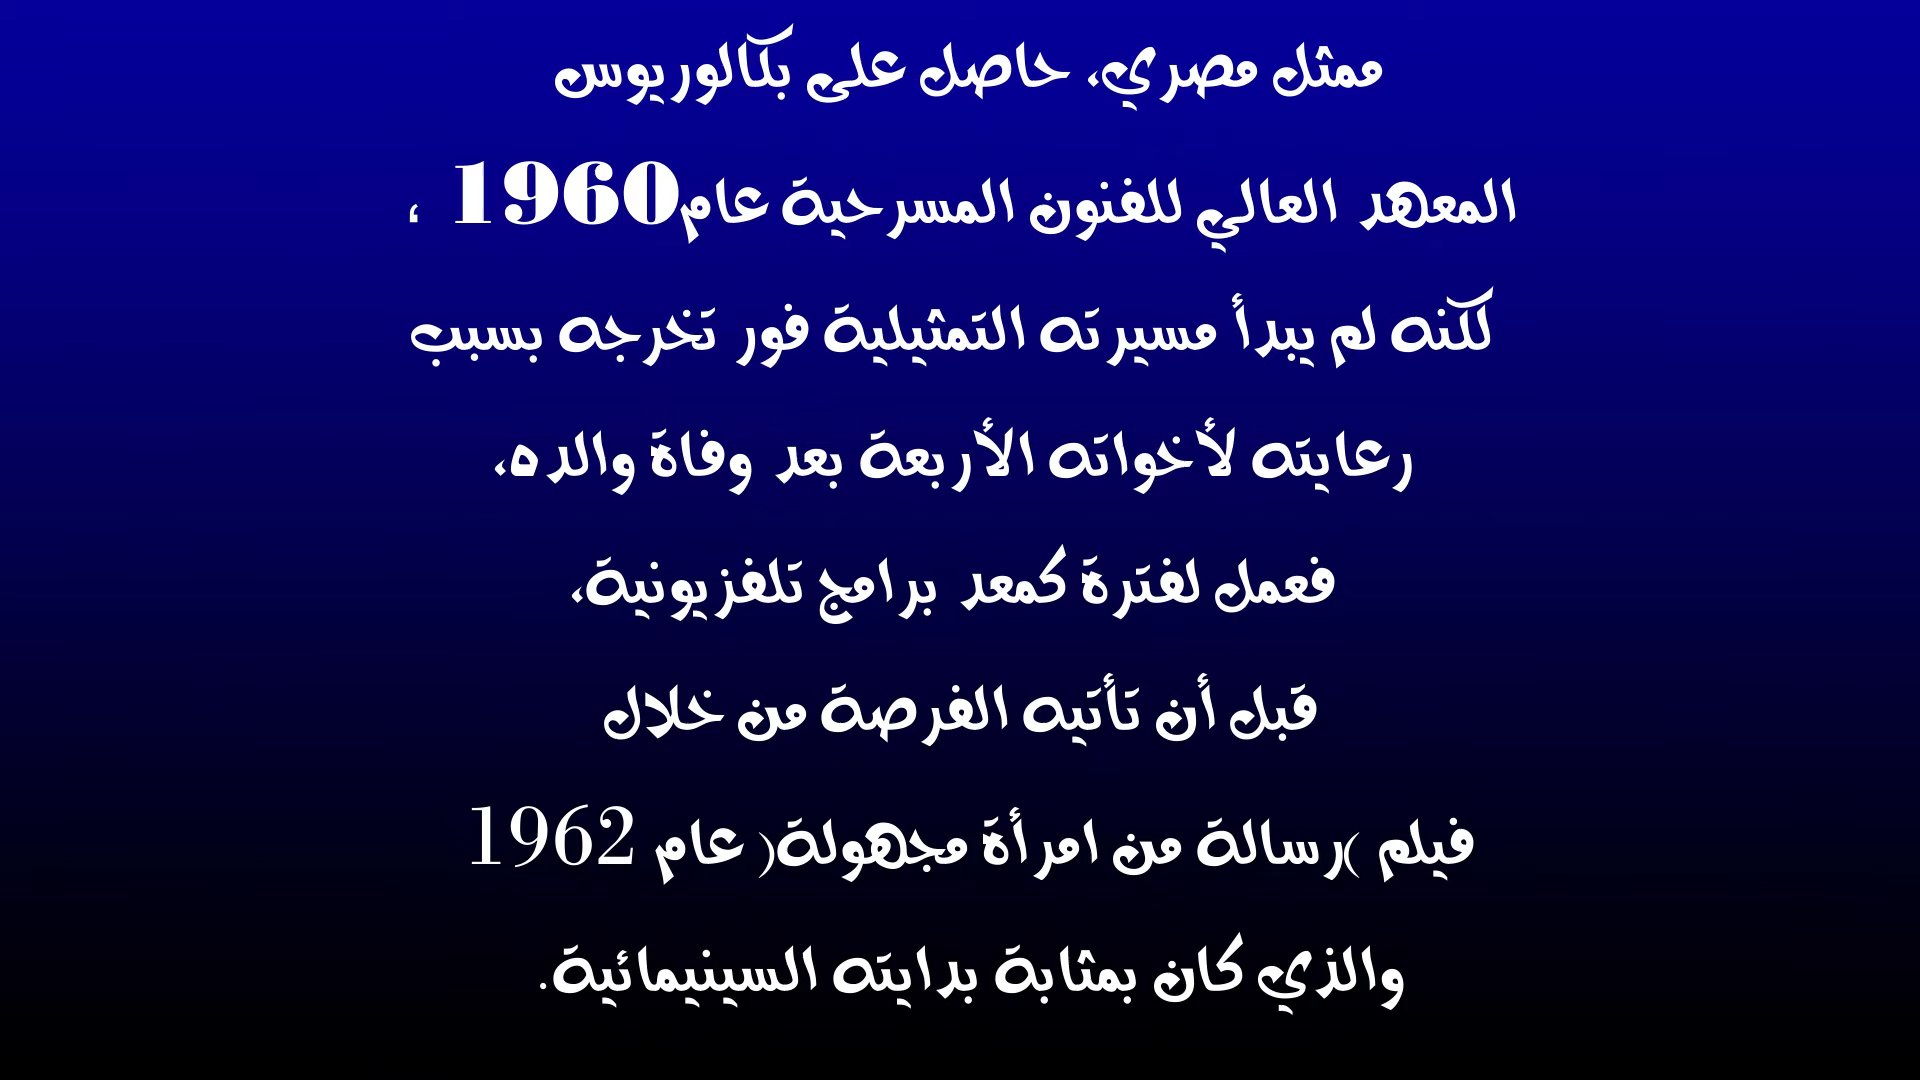 ممثل مصري، حاصل على بكالوريوس
المعهد العالي للفنون المسرحية عام1960 ،
لكنه لم يبدأ مسيرته التمثيلية فور تخرجه بسبب
رعايته لأخواته الأربعة بعد وفاة والده،
فعمل لفترة كمعد برامج تلفزيونية،
قبل أن تأتيه الفرصة من خلال
فيلم )رسالة من امرأة مجهولة( عام 1962
والذي كان بمثابة بدايته السينيمائية.